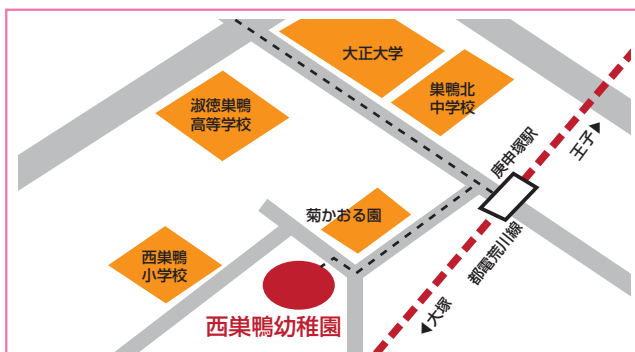 大正大学
巣鴨北
中学校
淑徳巣鴨
高等学校
庚申塚駅
王子▶
菊かおる園
都電荒川線
西巣鴨
小学校
◀大塚
西巣鴨幼稚園